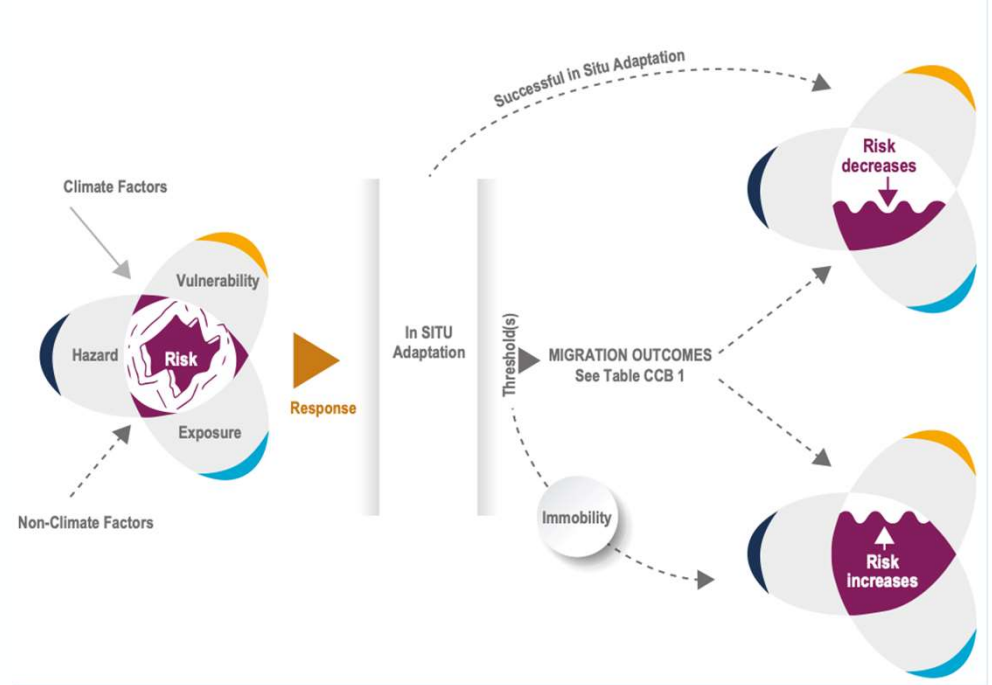 Successful in Situ Adaptation
Risk
decreases
Climate Factors
Vulnerability
Hazard
Risk
Exposure
Non-Climate Factors
Response
In SITU
Adaptation
Threshold(s)
MIGRATION OUTCOMES
See Table CCB 1
Immobility
Risk
increases